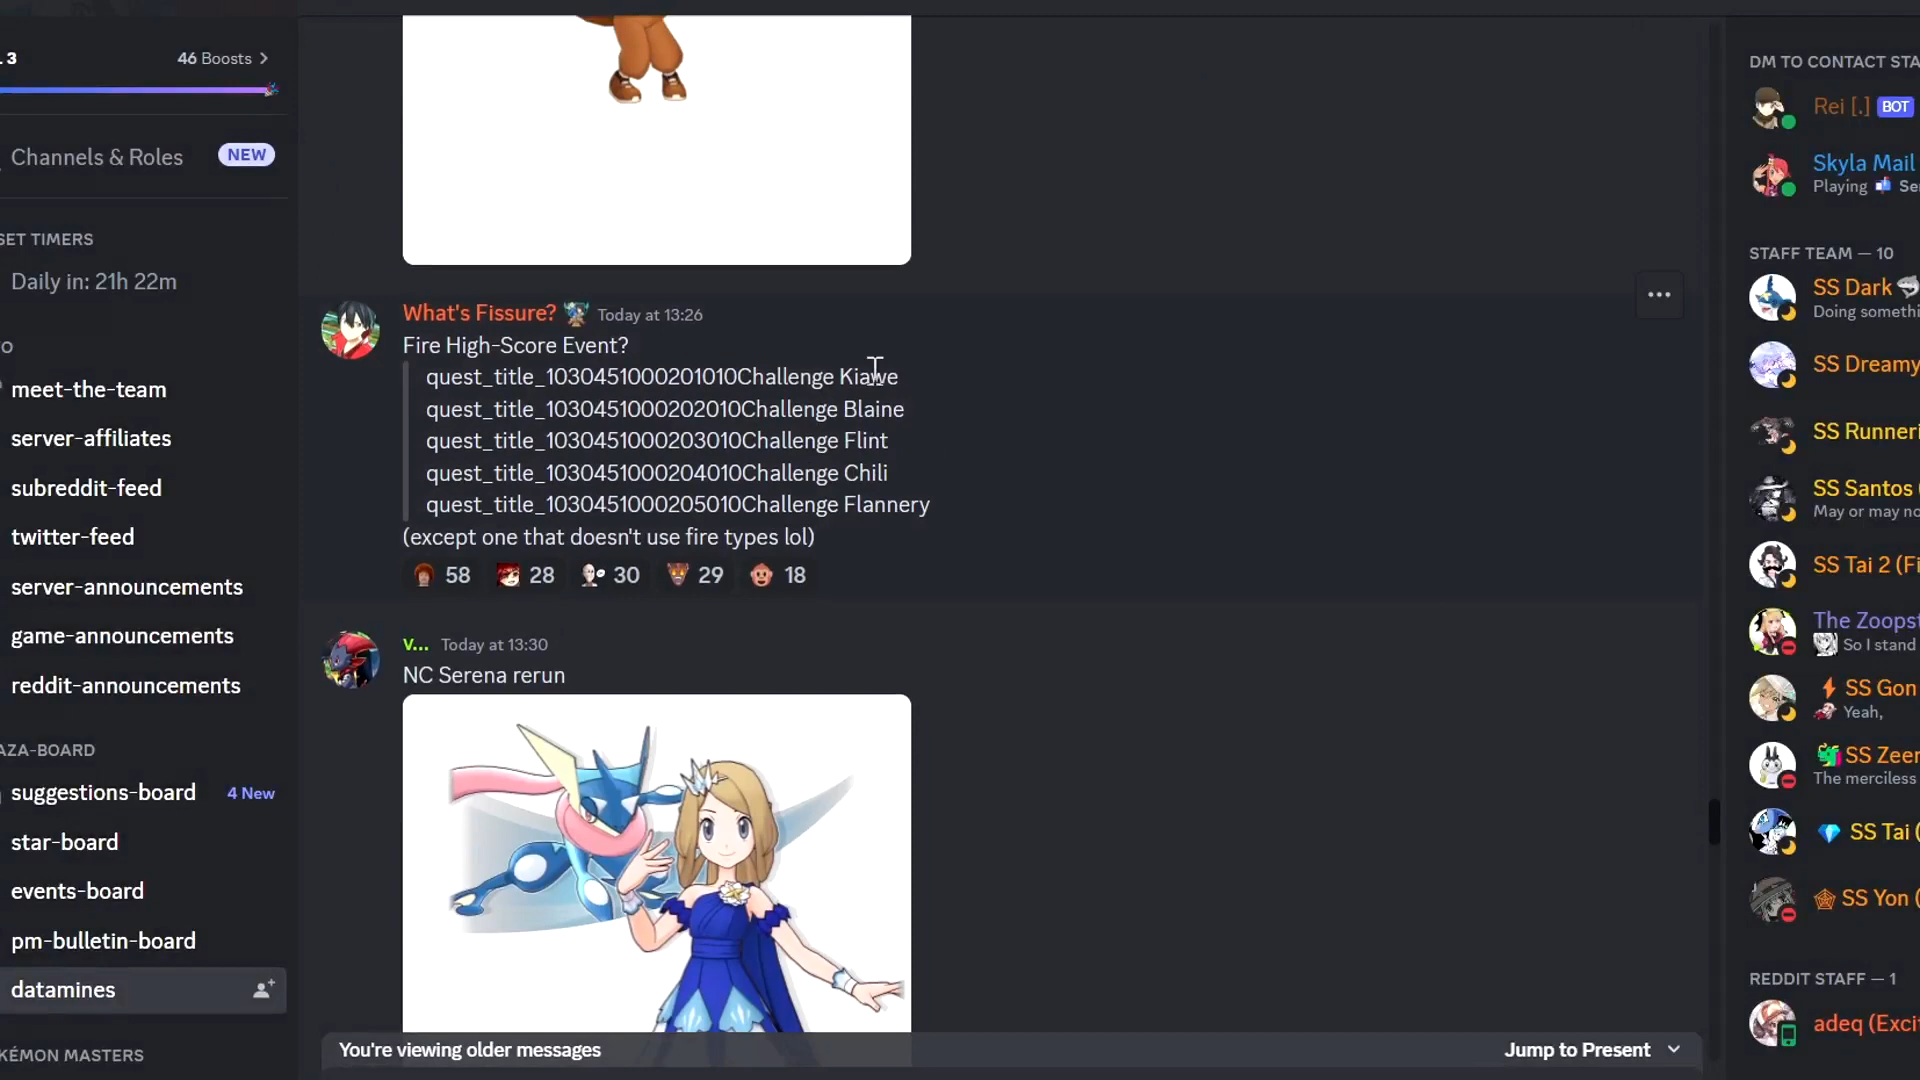 . 3
46 Boosts
Channels & Roles
NEW
SET TIMERS
Daily in: 21h 22m
O
meet-the-team
server-affiliates
subreddit-feed
twitter-feed
server-announcements
game-announcements
reddit-announcements
AZA-BOARD
suggestions-board
4 New
star-board
events-board
pm-bulletin-board
datamines
KÉMON MASTERS
What's Fissure? Today at 13:26
Fire High-Score Event?
quest_title_1030451000201010Challenge Kiawe
quest_title_1030451000202010Challenge Blaine
quest_title_1030451000203010Challenge Flint
quest_title_1030451000204010Challenge Chili
quest_title_1030451000205010Challenge Flannery
(except one that doesn't use fire types lol)
58 28 30 29 18
V... Today at 13:30
NC Serena rerun
You're viewing older messages
Jump to Present
DM TO CONTACT STA
Rei [.] BOT
Skyla Mail
Playing Se
STAFF TEAM — 10
SS Dark
Doing somethi
SS Dreamy
SS Runneri
SS Santos (
May or may no
SS Tai 2 (Fi
The Zoopst
So I stand
SS Gon
Yeah,
SS Zeer
The merciless
SS Tai (
SS Yon (
REDDIT STAFF — 1
adeq (Excit